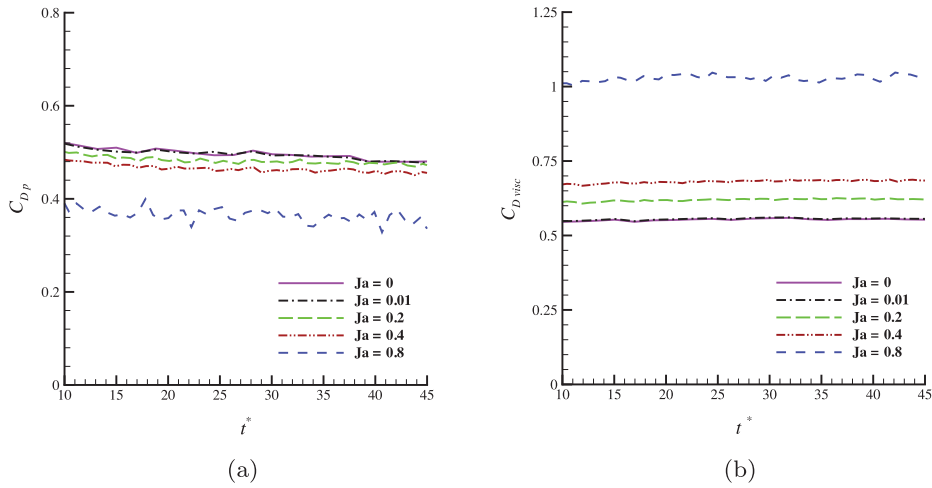 0.8
0.6
0.4
0.2
0
C_{D p}
Ja = 0
Ja = 0.01
Ja = 0.2
Ja = 0.4
Ja = 0.8
10 15 20 25 30 35 40 45
t*
(a)
1.25
1
0.75
0.5
0.25
0
C_{D visc}
Ja = 0
Ja = 0.01
Ja = 0.2
Ja = 0.4
Ja = 0.8
10 15 20 25 30 35 40 45
t*
(b)